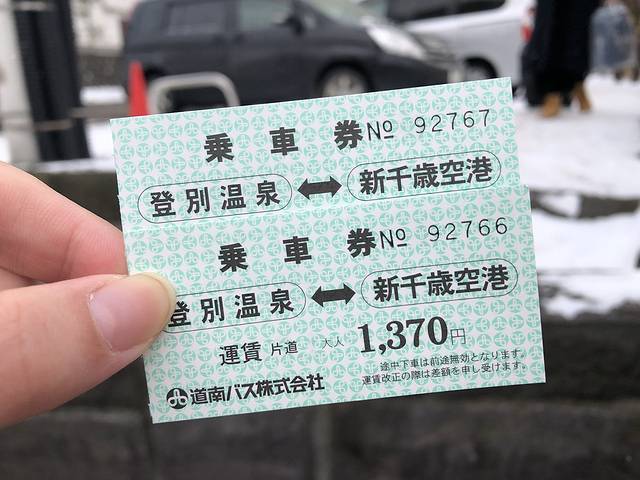 乗車券 № 92767
登別温泉 ↔ 新千歳空港
乗車券 № 92766
登別温泉 ↔ 新千歳空港
運賃 片道 大人 1,370円
途中下車は前途無効となります。
運賃改正の際は差額を申し受けます。
道南バス株式会社